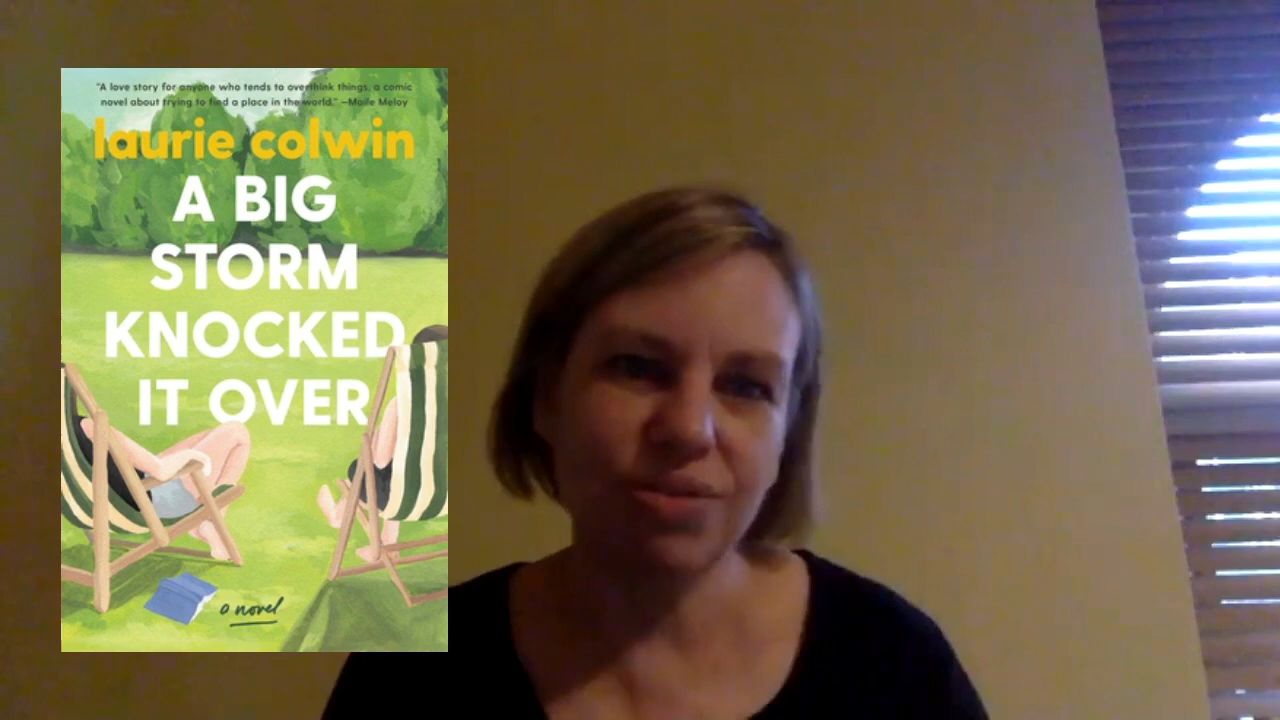 "A love story for anyone who tends to overthink things, a comic
novel about trying to find a place in the world." —Maile Meloy
laurie colwin
A BIG
STORM
KNOCKED
IT OVER
a novel